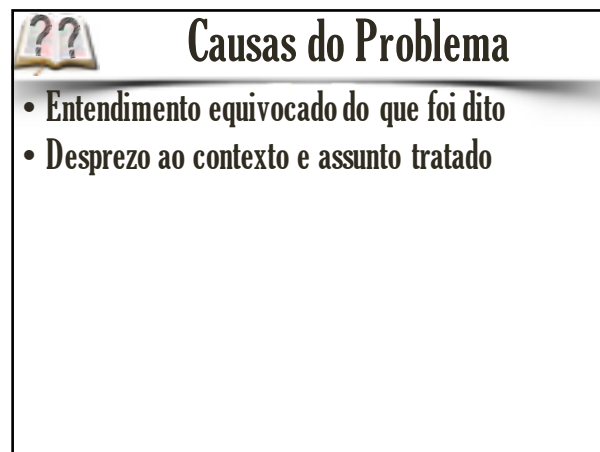 ??
Causas do Problema
• Entendimento equivocado do que foi dito
• Desprezo ao contexto e assunto tratado